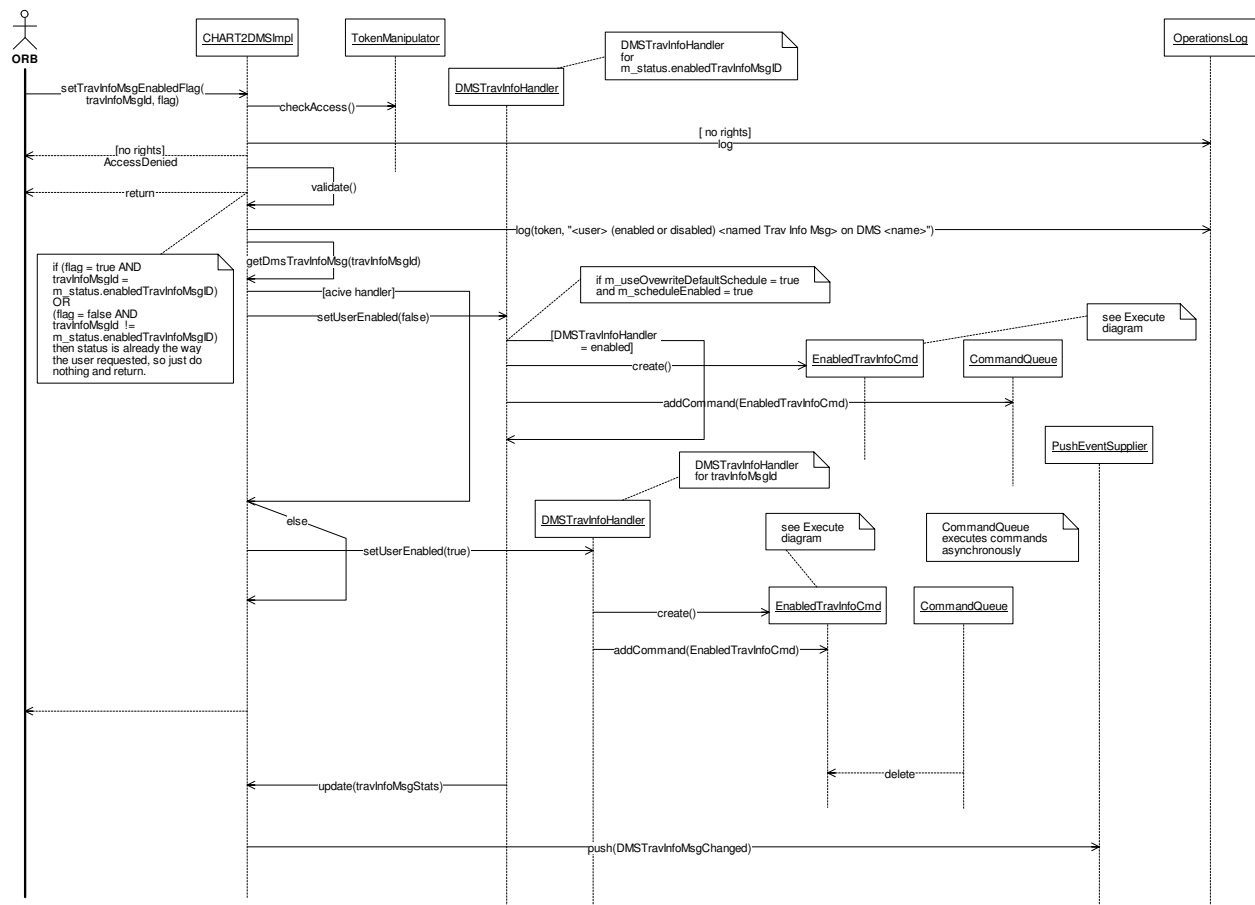 ORB
CHART2DMSImpl
TokenManipulator
DMSTravInfoHandler
for
m_status.enabledTravInfoMsgID
OperationsLog
DMSTravInfoHandler
setTravInfoMsgEnabledFlag(
travInfoMsgId, flag)
checkAccess()
[ no rights]
log
[no rights]
AccessDenied
validate()
return
log(token, "<user> (enabled or disabled) <named Trav Info Msg> on DMS <name>")
getDmsTravInfoMsg(travInfoMsgId)
if (flag = true AND
travInfoMsgId =
m_status.enabledTravInfoMsgID)
OR
(flag = false AND
travInfoMsgId !=
m_status.enabledTravInfoMsgID)
then status is already the way
the user requested, so just do
nothing and return.
[acive handler]
if m_useOvewriteDefaultSchedule = true
and m_scheduleEnabled = true
setUserEnabled(false)
see Execute
diagram
[DMSTravInfoHandler
= enabled]
EnabledTravInfoCmd
CommandQueue
create()
addCommand(EnabledTravInfoCmd)
PushEventSupplier
DMSTravInfoHandler
for travInfoMsgId
else
DMSTravInfoHandler
see Execute
diagram
CommandQueue
executes commands
asynchronously
setUserEnabled(true)
create()
EnabledTravInfoCmd
CommandQueue
addCommand(EnabledTravInfoCmd)
delete
update(travInfoMsgStats)
push(DMSTravInfoMsgChanged)